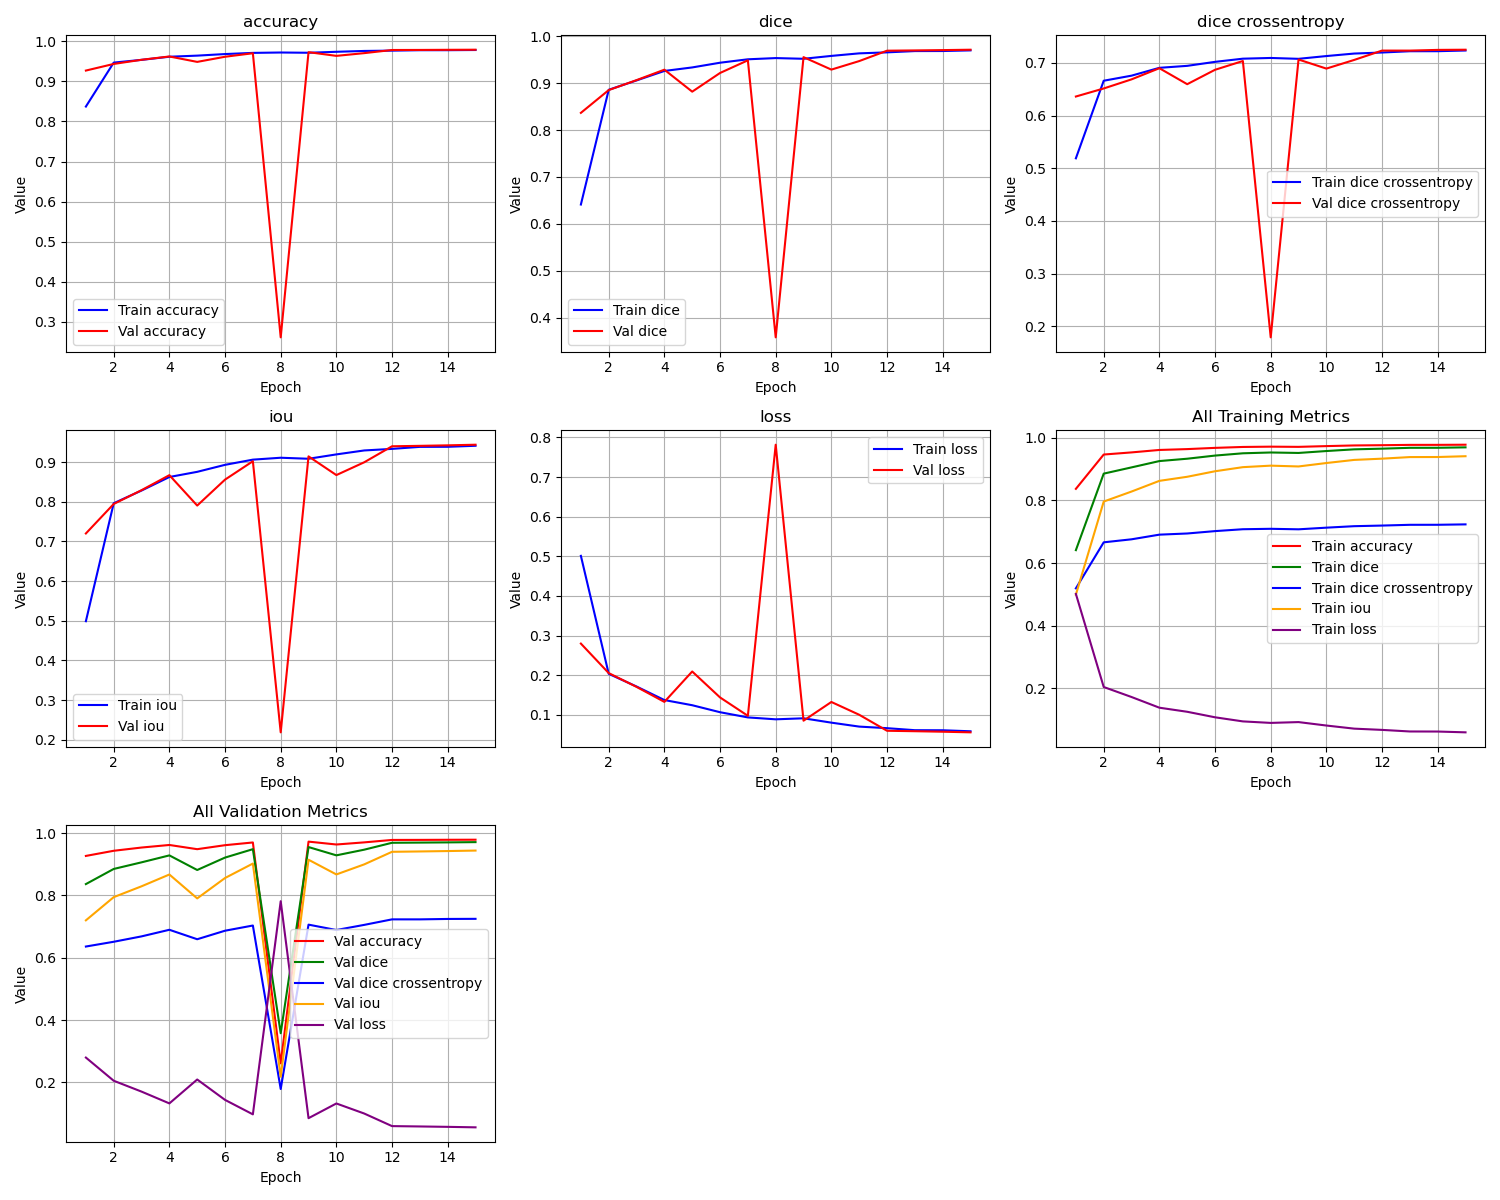 accuracy
1.0
0.9
0.8
0.7
0.6
0.5
0.4
0.3
Value
Train accuracy
Val accuracy
2 4 6 8 10 12 14
Epoch
dice
1.0
0.9
0.8
0.7
0.6
0.5
0.4
Value
Train dice
Val dice
2 4 6 8 10 12 14
Epoch
dice crossentropy
0.7
0.6
0.5
0.4
0.3
0.2
Value
Train dice crossentropy
Val dice crossentropy
2 4 6 8 10 12 14
Epoch
iou
0.9
0.8
0.7
0.6
0.5
0.4
0.3
0.2
Value
Train iou
Val iou
2 4 6 8 10 12 14
Epoch
loss
0.8
0.7
0.6
0.5
0.4
0.3
0.2
0.1
Value
Train loss
Val loss
2 4 6 8 10 12 14
Epoch
All Training Metrics
1.0
0.8
0.6
0.4
0.2
Value
Train accuracy
Train dice
Train dice crossentropy
Train iou
Train loss
2 4 6 8 10 12 14
Epoch
All Validation Metrics
1.0
0.8
0.6
0.4
0.2
Value
Val accuracy
Val dice
Val dice crossentropy
Val iou
Val loss
2 4 6 8 10 12 14
Epoch